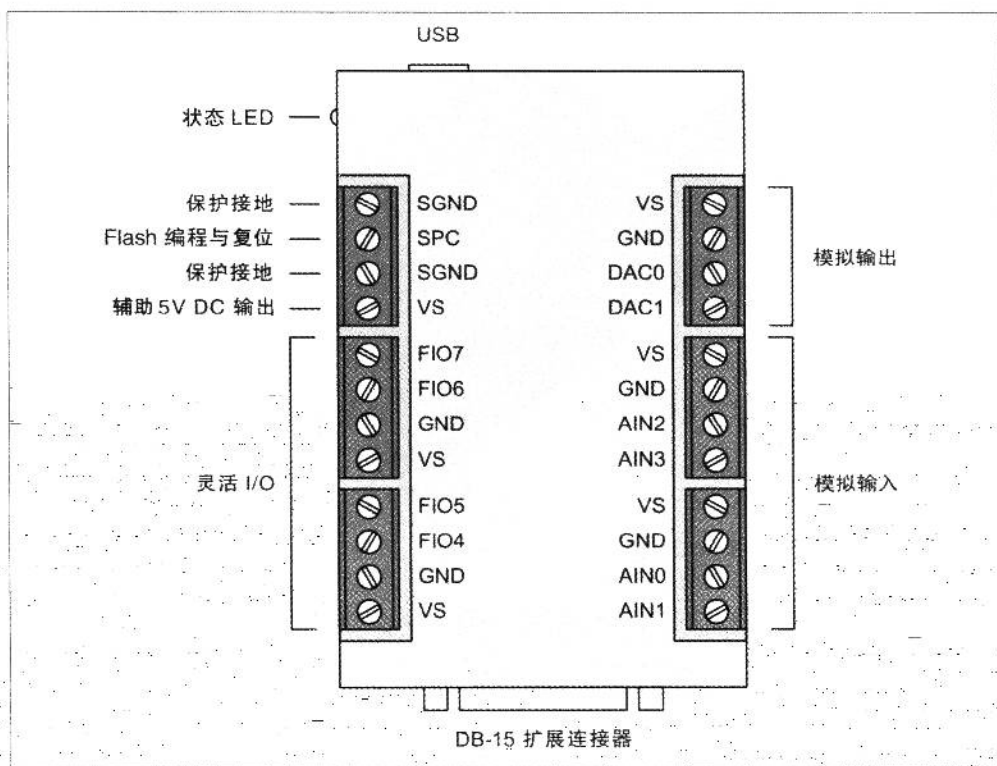 USB
状态 LED
保护接地
Flash 编程与复位
保护接地
辅助 5V DC 输出
灵活 I/O
SGND
SPC
SGND
VS
FIO7
FIO6
GND
VS
FIO5
FIO4
GND
VS
VS
GND
DAC0
DAC1
VS
GND
AIN2
AIN3
VS
GND
AIN0
AIN1
模拟输出
模拟输入
DB-15 扩展连接器